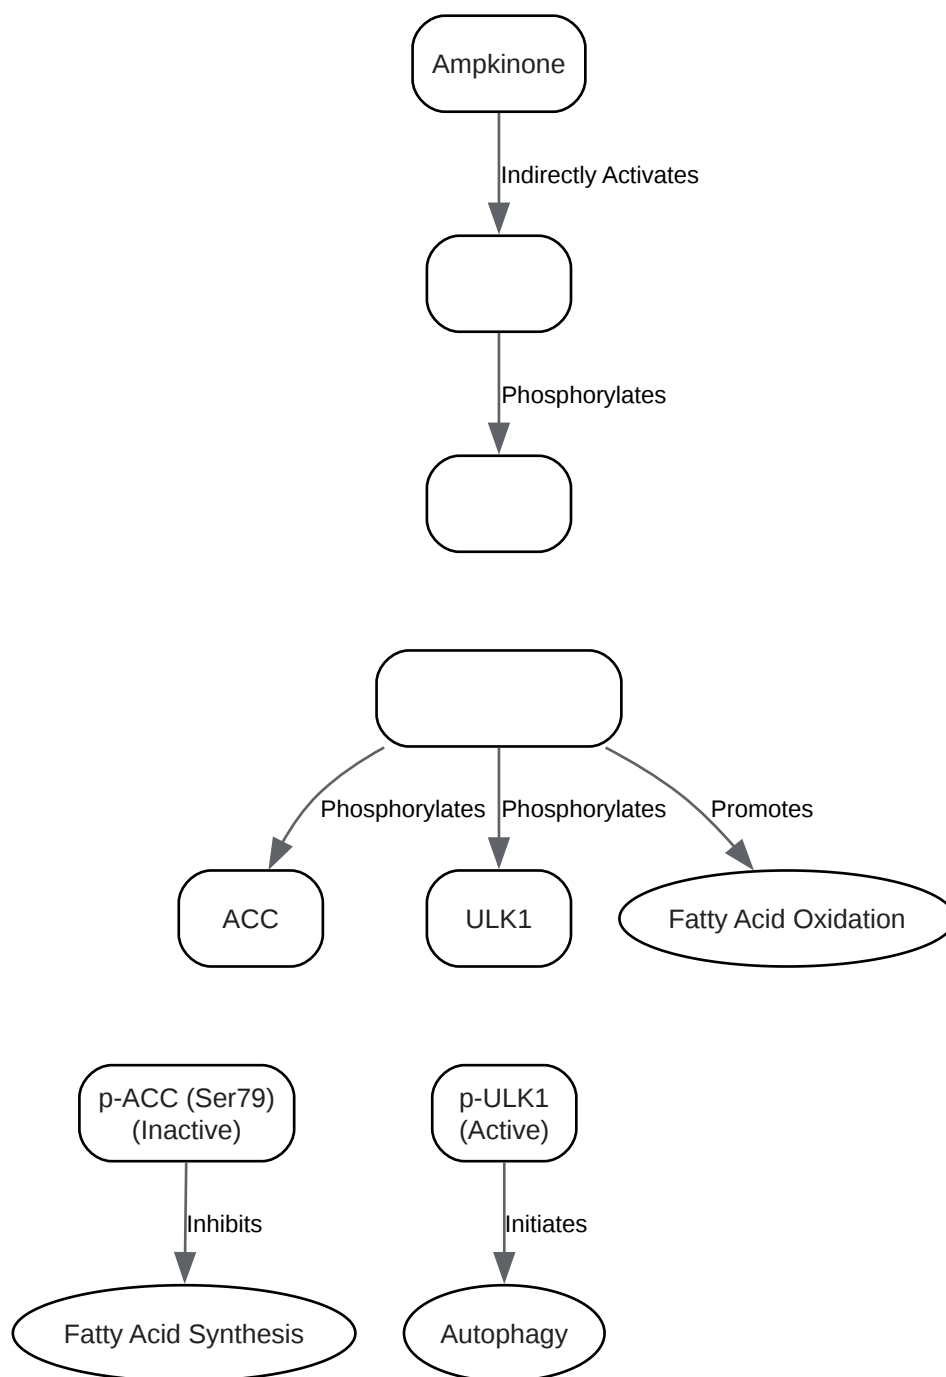 Ampkinone
Indirectly Activates
Phosphorylates
Phosphorylates
Phosphorylates
Promotes
ACC
ULK1
Fatty Acid Oxidation
p-ACC (Ser79)
(Inactive)
p-ULK1
(Active)
Inhibits
Initiates
Fatty Acid Synthesis
Autophagy